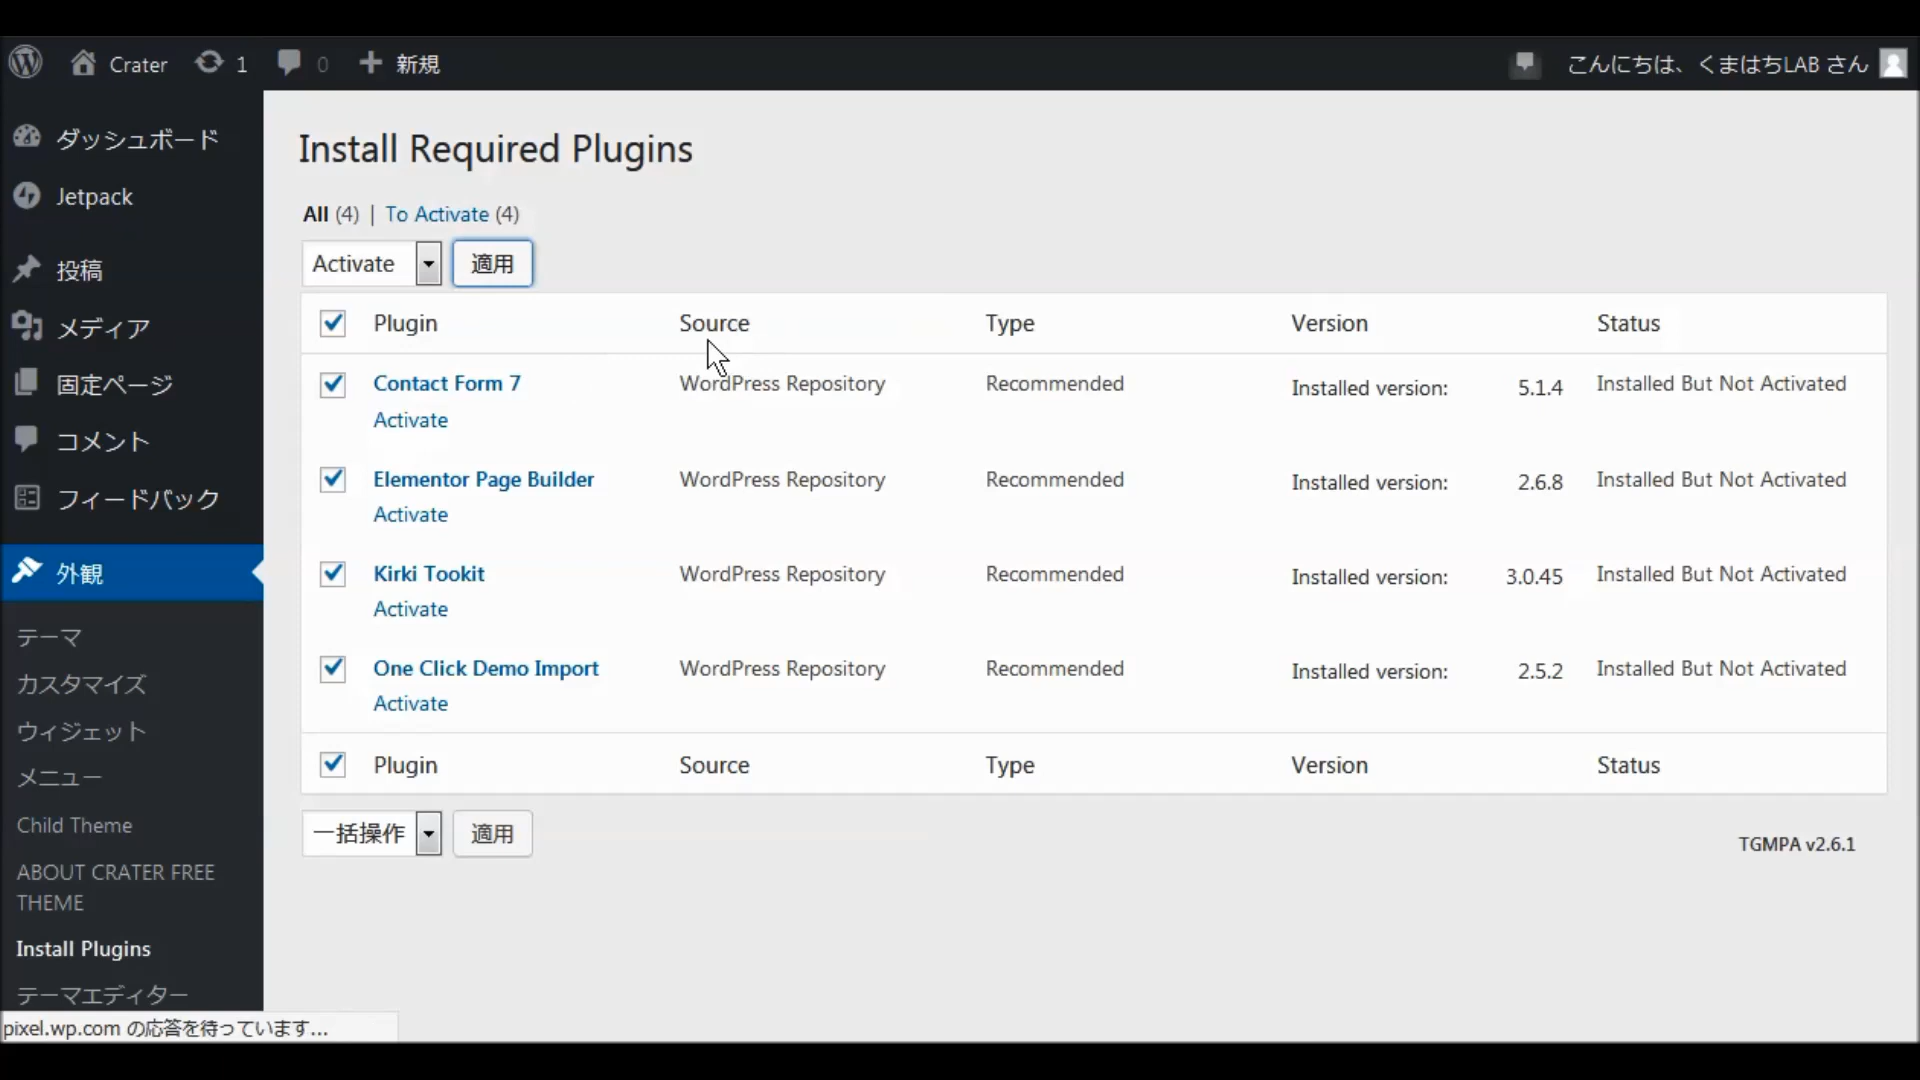 Crater 1 0 新規 こんにちは、くまはちLAB さん
ダッシュボード
Jetpack
投稿
メディア
固定ページ
コメント
フィードバック
外観
テーマ
カスタマイズ
ウィジェット
メニュー
Child Theme
ABOUT CRATER FREE
THEME
Install Plugins
テーマエディター
pixel.wp.com の応答を待っています...
Install Required Plugins
All (4) | To Activate (4)
Activate 適用
Plugin Source Type Version Status
Contact Form 7 WordPress Repository Recommended Installed version: 5.1.4 Installed But Not Activated
Activate
Elementor Page Builder WordPress Repository Recommended Installed version: 2.6.8 Installed But Not Activated
Activate
Kirki Tookit WordPress Repository Recommended Installed version: 3.0.45 Installed But Not Activated
Activate
One Click Demo Import WordPress Repository Recommended Installed version: 2.5.2 Installed But Not Activated
Activate
Plugin Source Type Version Status
一括操作 適用
TGMPA v2.6.1